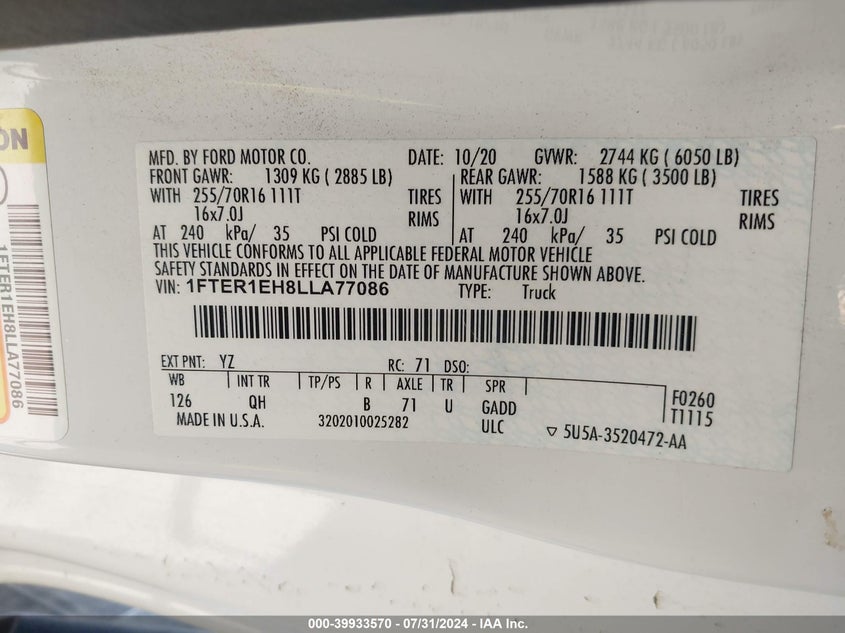 MFD. BY FORD MOTOR CO. DATE: 10/20 GVWR: 2744 KG ( 6050 LB)
FRONT GAWR: 1309 KG ( 2885 LB) REAR GAWR: 1588 KG ( 3500 LB)
WITH 255/70R16 111T TIRES WITH 255/70R16 111T TIRES
16x7.0J RIMS 16x7.0J RIMS
AT 240 kPa/ 35 PSI COLD AT 240 kPa/ 35 PSI COLD
THIS VEHICLE CONFORMS TO ALL APPLICABLE FEDERAL MOTOR VEHICLE
SAFETY STANDARDS IN EFFECT ON THE DATE OF MANUFACTURE SHOWN ABOVE.
VIN: 1FTER1EH8LLA77086 TYPE: Truck
EXT PNT: YZ RC: 71 DSO:
WB INT TR TP/PS R AXLE TR SPR
126 QH B 71 U GADD F0260
ULC T1115
MADE IN U.S.A. 3202010025282 ▽ 5U5A-3520472-AA
ON
1FTER1EH8LLA77086
000-39933570 / 07/31/2024 - IAA Inc.